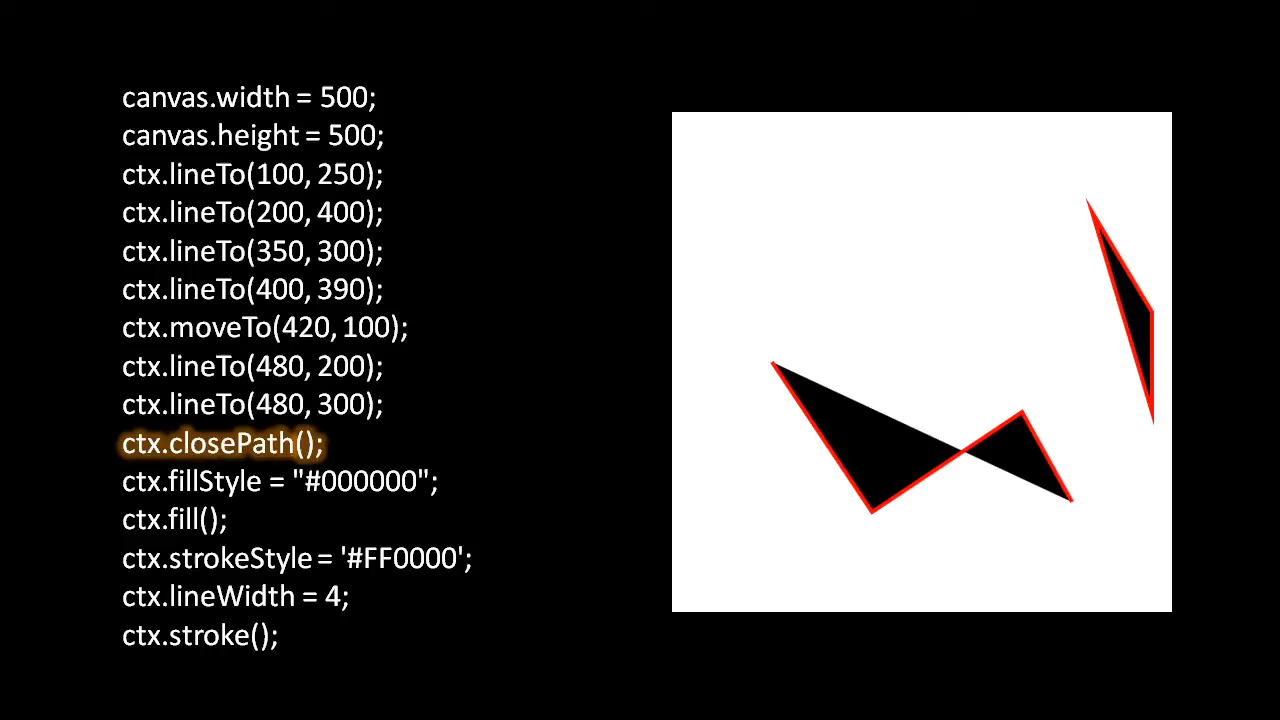 canvas.width = 500;
canvas.height = 500;
ctx.lineTo(100, 250);
ctx.lineTo(200, 400);
ctx.lineTo(350, 300);
ctx.lineTo(400, 390);
ctx.moveTo(420, 100);
ctx.lineTo(480, 200);
ctx.lineTo(480, 300);
ctx.closePath();
ctx.fillStyle = "#000000";
ctx.fill();
ctx.strokeStyle = '#FF0000';
ctx.lineWidth = 4;
ctx.stroke();